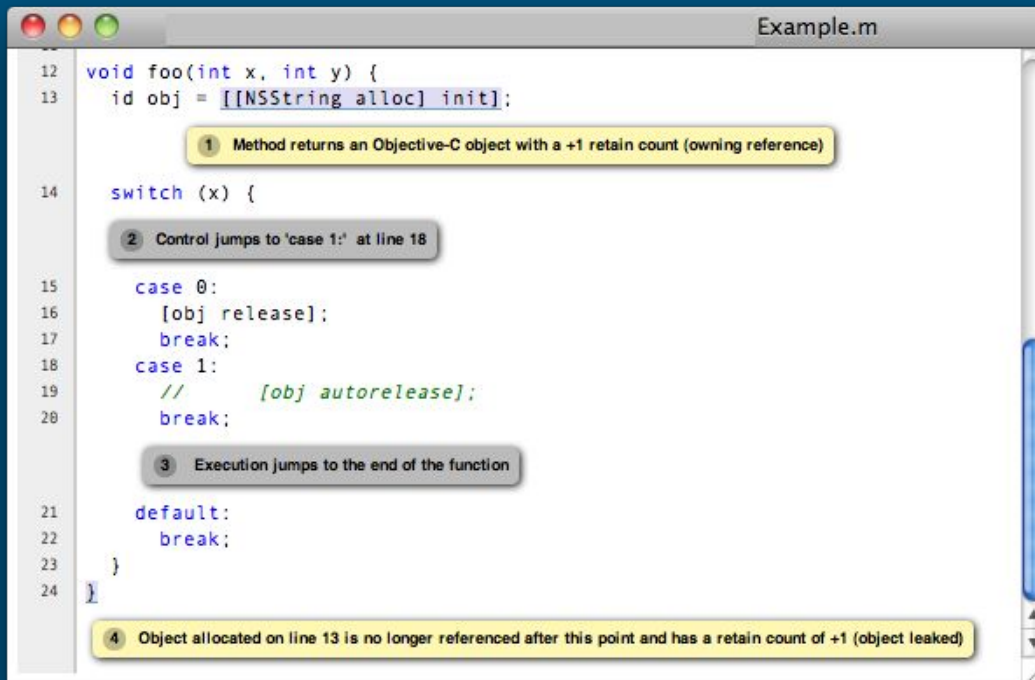 Example.m
12 void foo(int x, int y) {
13 id obj = [[NSString alloc] init];
1 Method returns an Objective-C object with a +1 retain count (owning reference)
14 switch (x) {
2 Control jumps to 'case 1:' at line 18
15 case 0:
16 [obj release];
17 break;
18 case 1:
19 // [obj autorelease];
20 break;
3 Execution jumps to the end of the function
21 default:
22 break;
23 }
24 }
4 Object allocated on line 13 is no longer referenced after this point and has a retain count of +1 (object leaked)